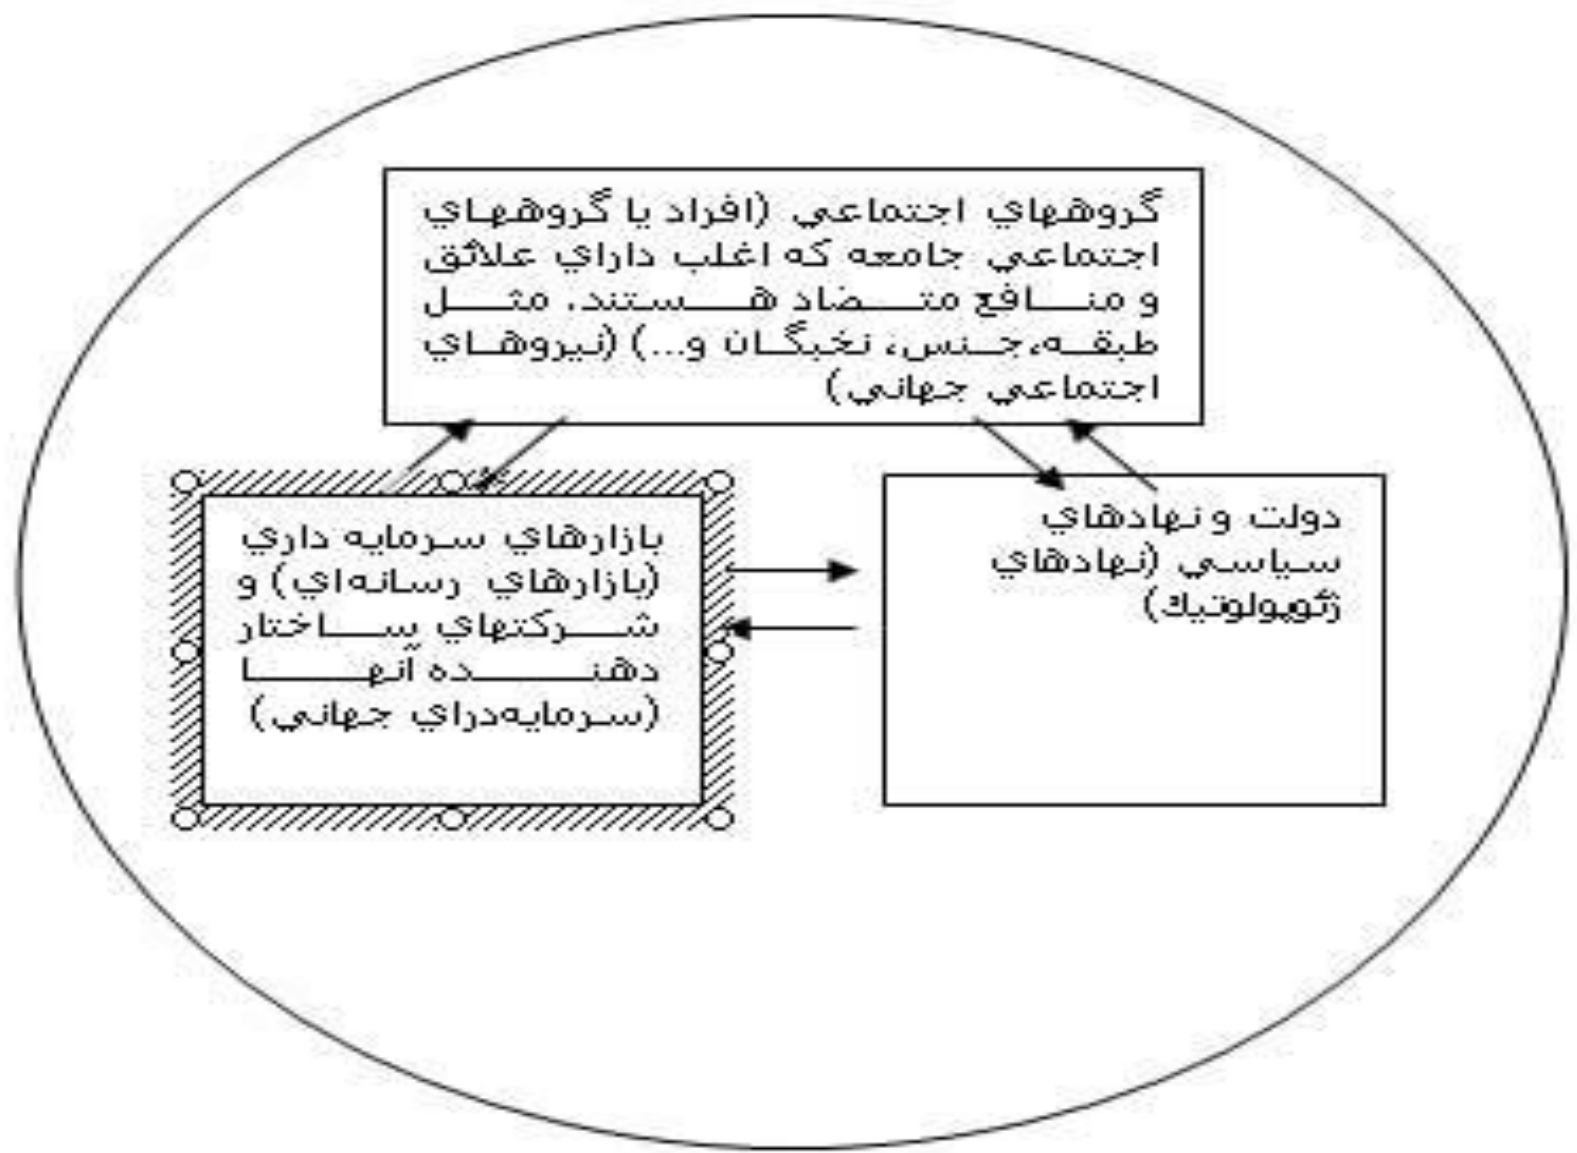 گروههاي اجتماعي (افراد يا گروههاي
اجتماعي جامعه كه اغلب داراي علائق
و منافع متضاد هستند. مثل
طبقه،جنس، نخبگان و...) (نيروهاي
اجتماعي جهاني)
دولت و نهادهاي
سياسي (نهادهاي
ژئوپولوتيك)
بازارهاي سرمايه داري
(بازارهاي رسانه‌اي) و
شركتهاي ساختار
دهنده آنها
(سرمايه‌دراي جهاني)